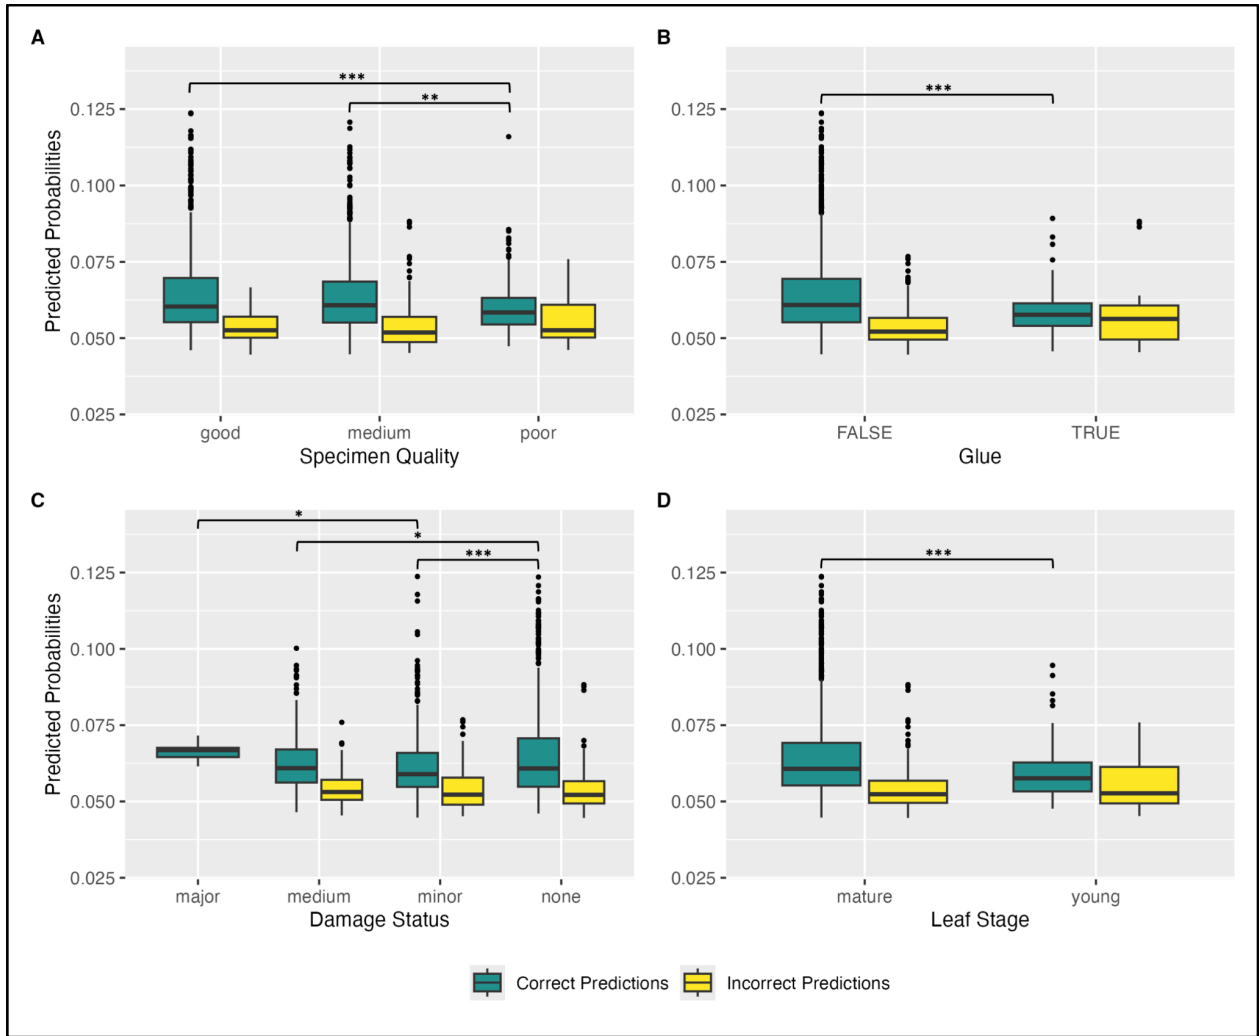 A
B
***
**
***
0.125
0.100
0.075
0.050
0.025
Predicted Probabilities
good medium poor
Specimen Quality
0.125
0.100
0.075
0.050
0.025
FALSE TRUE
Glue
C
D
*
*
***
***
0.125
0.100
0.075
0.050
0.025
Predicted Probabilities
major medium minor none
Damage Status
0.125
0.100
0.075
0.050
0.025
mature young
Leaf Stage
Correct Predictions Incorrect Predictions